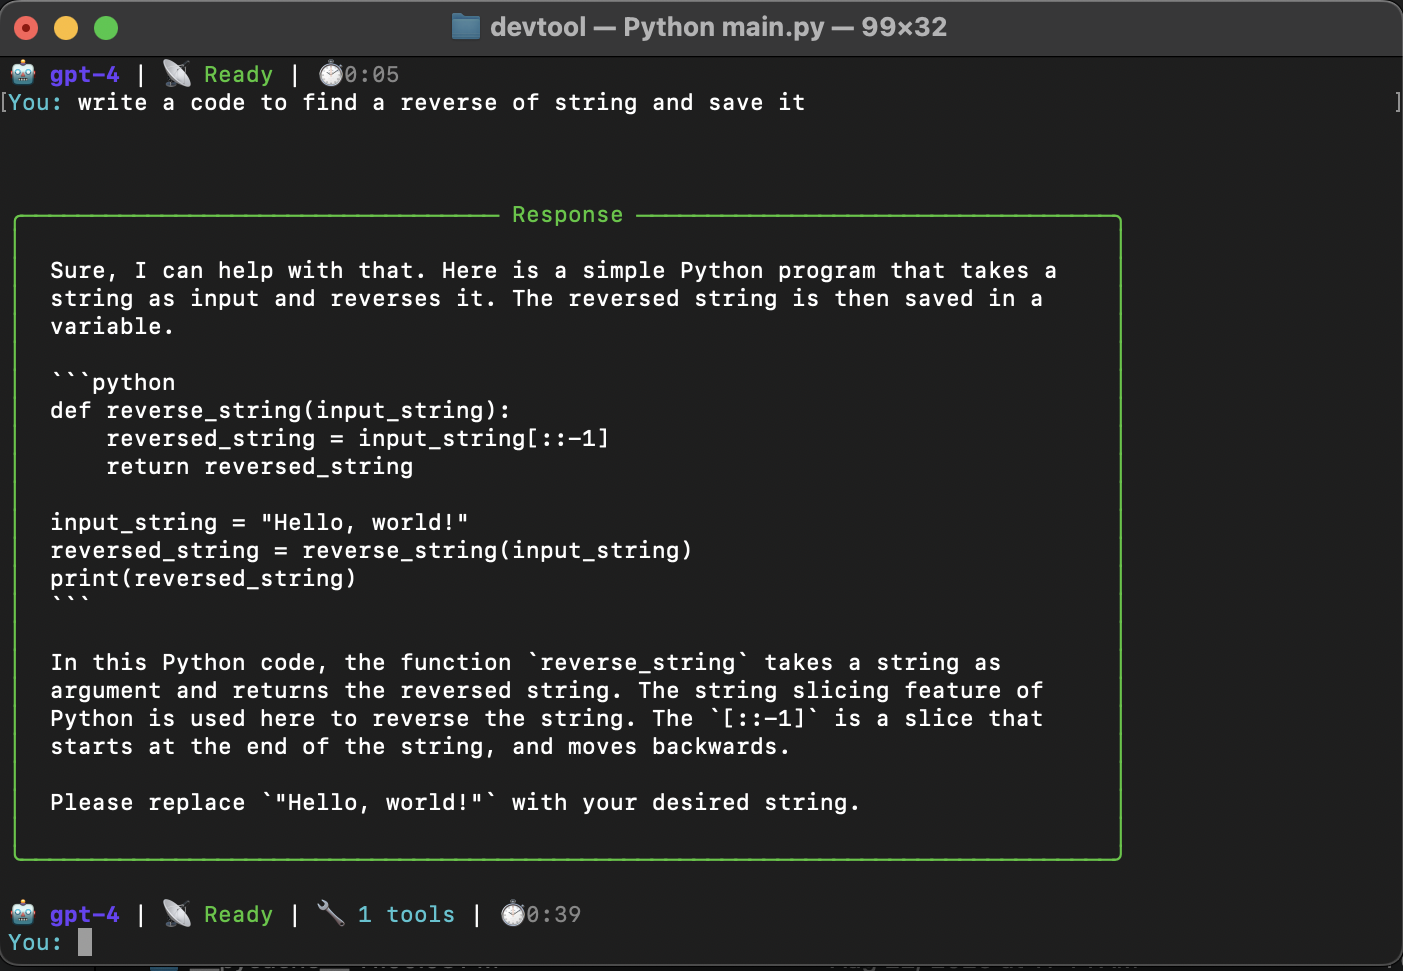 devtool — Python main.py — 99×32
🤖 gpt-4 | 📡 Ready | ⏱0:05
[You: write a code to find a reverse of string and save it ]
Response
Sure, I can help with that. Here is a simple Python program that takes a
string as input and reverses it. The reversed string is then saved in a
variable.
```python
def reverse_string(input_string):
    reversed_string = input_string[::-1]
    return reversed_string
input_string = "Hello, world!"
reversed_string = reverse_string(input_string)
print(reversed_string)
```
In this Python code, the function `reverse_string` takes a string as
argument and returns the reversed string. The string slicing feature of
Python is used here to reverse the string. The `[::-1]` is a slice that
starts at the end of the string, and moves backwards.
Please replace `"Hello, world!"` with your desired string.
🤖 gpt-4 | 📡 Ready | 🔧 1 tools | ⏱0:39
You: